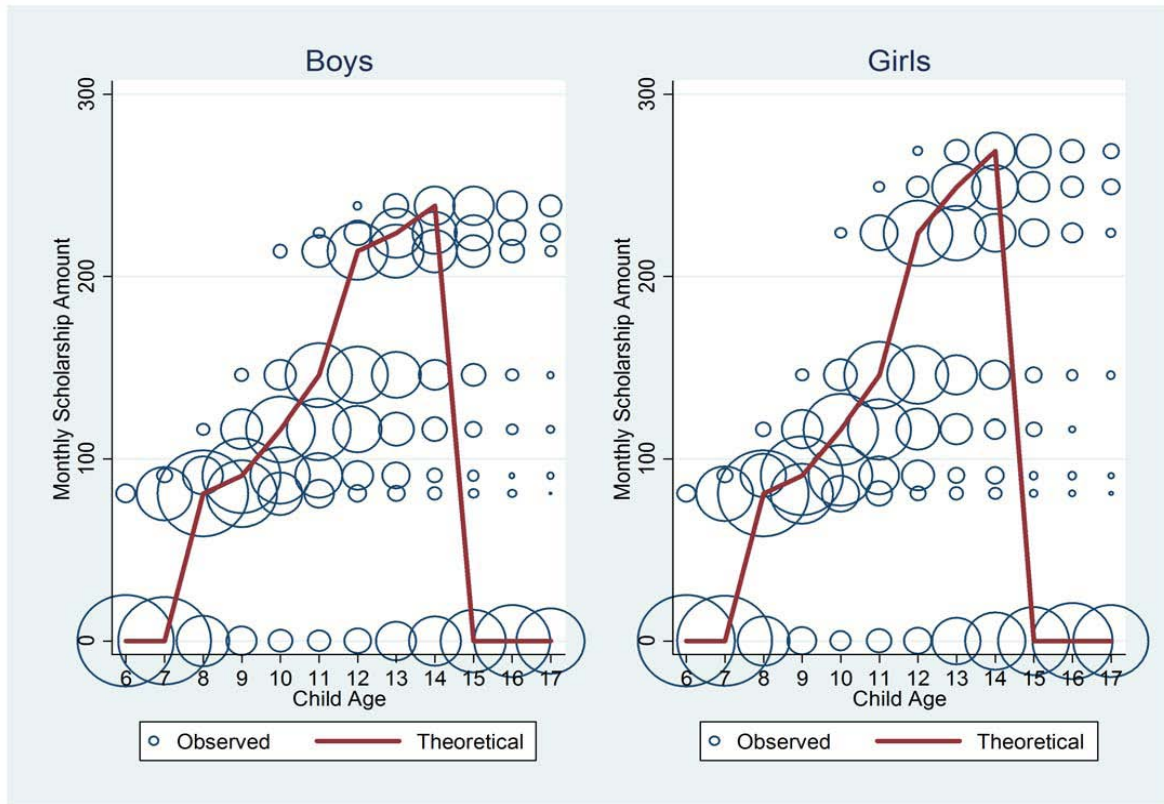 Boys
Monthly Scholarship Amount
300
200
100
0
6 7 8 9 10 11 12 13 14 15 16 17
Child Age
Observed Theoretical
Girls
Monthly Scholarship Amount
300
200
100
0
6 7 8 9 10 11 12 13 14 15 16 17
Child Age
Observed Theoretical